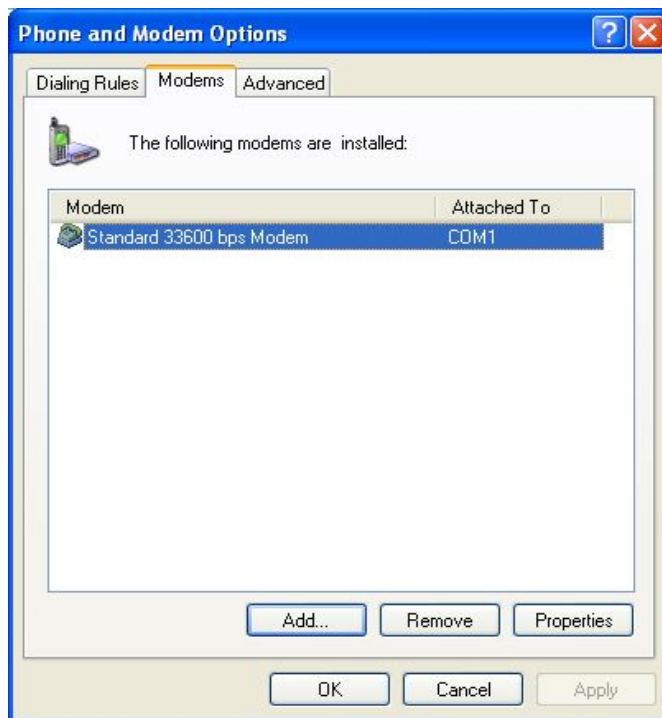 Phone and Modem Options
Dialing Rules Modems Advanced
The following modems are installed:
Modem Attached To
Standard 33600 bps Modem COM1
Add... Remove Properties
OK Cancel Apply